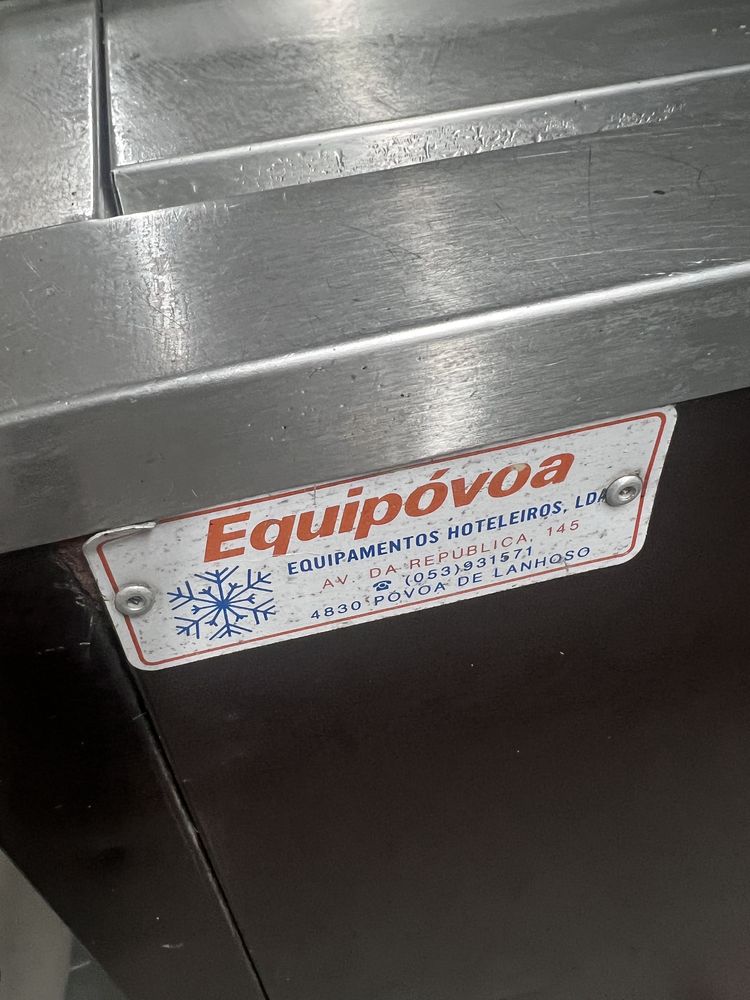 Equipóvoa
EQUIPAMENTOS HOTELEIROS, LDA
AV. DA REPÚBLICA, 145
☎ (053)931571
4830 PÓVOA DE LANHOSO